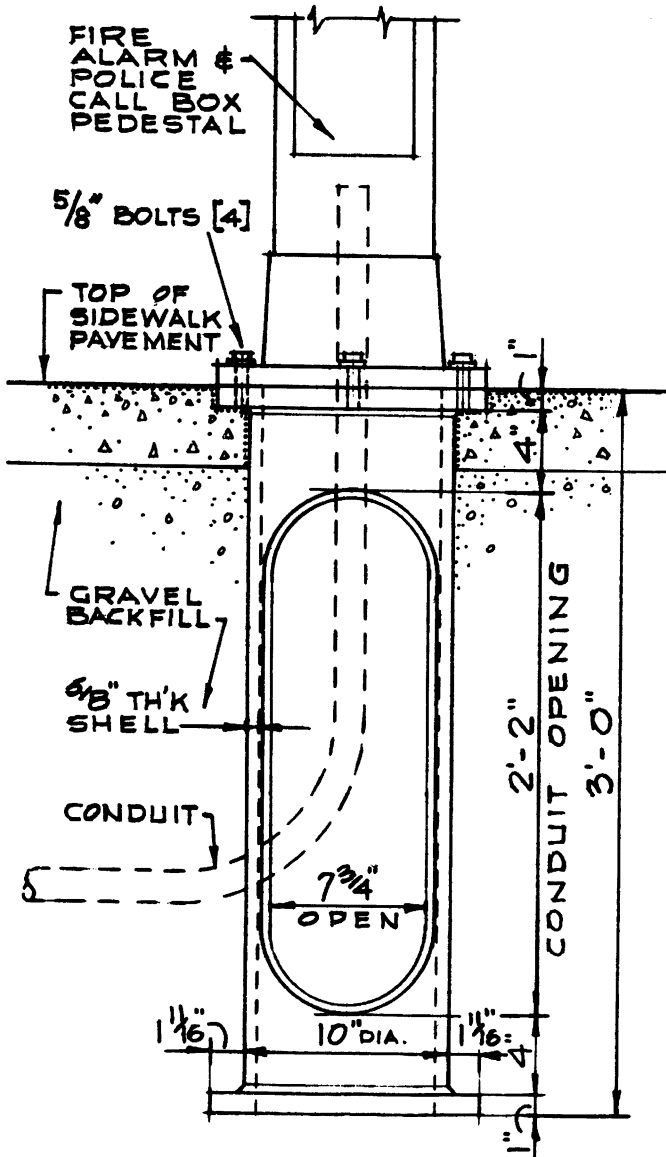 FIRE
ALARM &
POLICE
CALL BOX
PEDESTAL
5/8" BOLTS [4]
TOP OF
SIDEWALK
PAVEMENT
1"
4"
GRAVEL
BACKFILL
5/8" TH'K
SHELL
CONDUIT
7 3/4"
OPEN
2'-2"
CONDUIT OPENING
3'-0"
1 11/16"
10" DIA.
1 11/16"
4"
1"